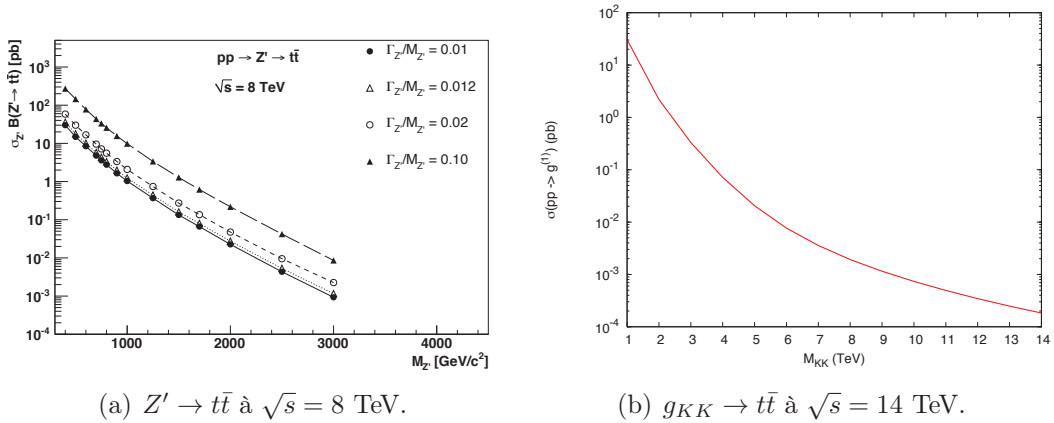 σ_Z' B(Z'→ tt̄) [pb]
10³
10²
10
1
10⁻¹
10⁻²
10⁻³
10⁻⁴
pp → Z' → tt̄
√s = 8 TeV
Γ_Z'/M_Z' = 0.01
Γ_Z'/M_Z' = 0.012
Γ_Z'/M_Z' = 0.02
Γ_Z'/M_Z' = 0.10
1000 2000 3000 4000
M_Z' [GeV/c²]
(a) Z′ → tt̄ à √s = 8 TeV.
σ(pp -> g⁽¹⁾) (pb)
10²
10¹
10⁰
10⁻¹
10⁻²
10⁻³
10⁻⁴
1 2 3 4 5 6 7 8 9 10 11 12 13 14
M_KK (TeV)
(b) g_KK → tt̄ à √s = 14 TeV.